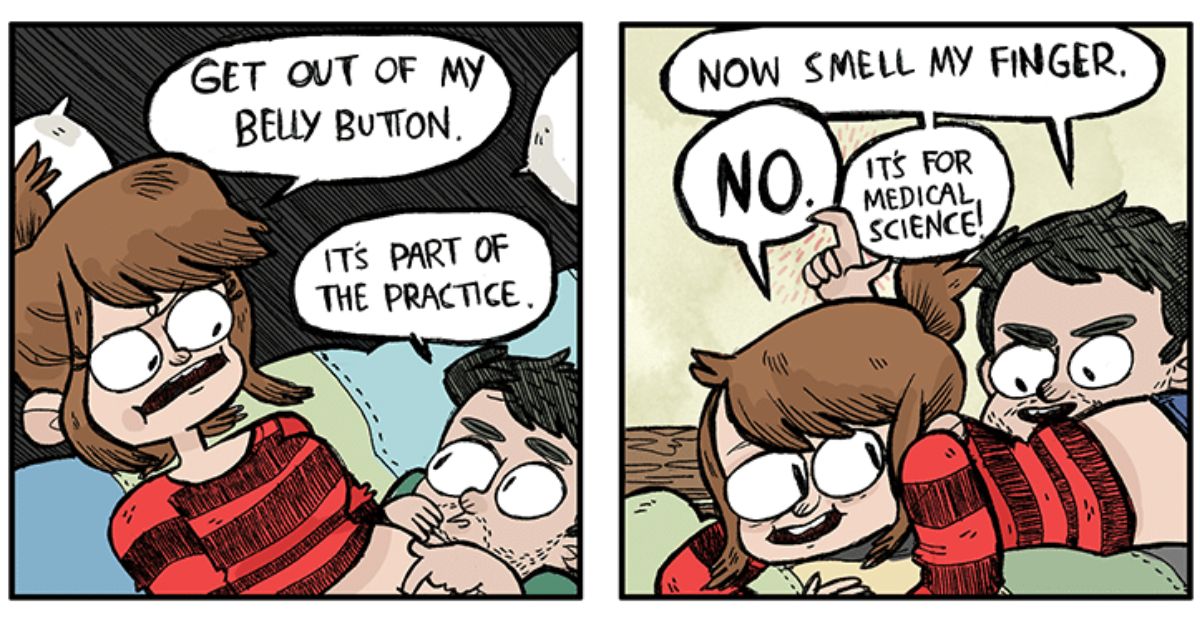 GET OUT OF MY
BELLY BUTTON.
IT'S PART OF
THE PRACTICE.
NOW SMELL MY FINGER.
NO.
IT'S FOR
MEDICAL
SCIENCE!